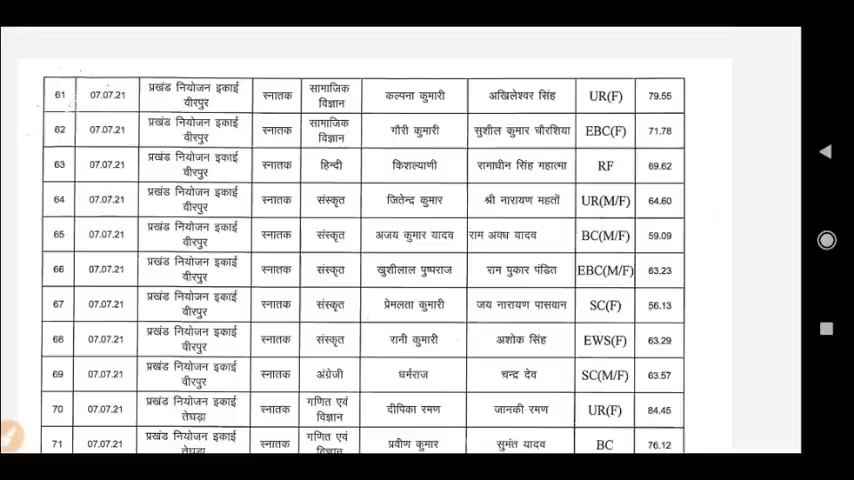 61 07.07.21 प्रखंड नियोजन इकाई वीरपुर स्नातक सामाजिक विज्ञान कल्पना कुमारी अखिलेश्वर सिंह UR(F) 79.55
62 07.07.21 प्रखंड नियोजन इकाई वीरपुर स्नातक सामाजिक विज्ञान गौरी कुमारी सुशील कुमार चौरशिया EBC(F) 71.78
63 07.07.21 प्रखंड नियोजन इकाई वीरपुर स्नातक हिन्दी किशल्याणी रामाधीन सिंह महात्मा RF 69.62
64 07.07.21 प्रखंड नियोजन इकाई वीरपुर स्नातक संस्कृत जितेन्द कुमार श्री नारायण महतों UR(M/F) 64.60
65 07.07.21 प्रखंड नियोजन इकाई वीरपुर स्नातक संस्कृत अजय कुमार यादव राम अवध यादव BC(M/F) 59.09
66 07.07.21 प्रखंड नियोजन इकाई वीरपुर स्नातक संस्कृत खुशीलाल पुष्पराज राम पुकार पंडित EBC(M/F) 63.23
67 07.07.21 प्रखंड नियोजन इकाई वीरपुर स्नातक संस्कृत प्रेमलता कुमारी जय नारायण पासवान SC(F) 56.13
68 07.07.21 प्रखंड नियोजन इकाई वीरपुर स्नातक संस्कृत रानी कुमारी अशोक सिंह EWS(F) 63.29
69 07.07.21 प्रखंड नियोजन इकाई वीरपुर स्नातक अंग्रेजी धर्मराज चन्द्र देव SC(M/F) 63.57
70 07.07.21 प्रखंड नियोजन इकाई तेघड़ा स्नातक गणित एवं विज्ञान दीपिका रमण जानकी रमण UR(F) 84.45
71 07.07.21 प्रखंड नियोजन इकाई तेघड़ा स्नातक गणित एवं विज्ञान प्रवीण कुमार सुमंत यादव BC 76.12